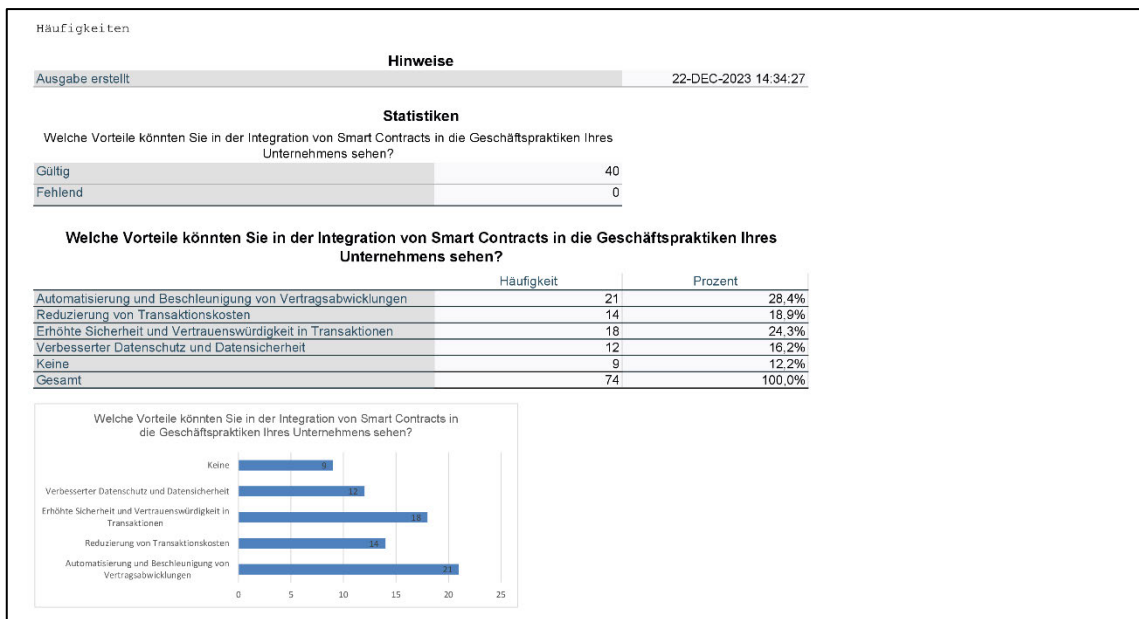 Häufigkeiten
Hinweise
Ausgabe erstellt 22-DEC-2023 14:34:27
Statistiken
Welche Vorteile könnten Sie in der Integration von Smart Contracts in die Geschäftspraktiken Ihres
Unternehmens sehen?
Gültig 40
Fehlend 0
Welche Vorteile könnten Sie in der Integration von Smart Contracts in die Geschäftspraktiken Ihres
Unternehmens sehen?
Häufigkeit Prozent
Automatisierung und Beschleunigung von Vertragsabwicklungen 21 28,4%
Reduzierung von Transaktionskosten 14 18,9%
Erhöhte Sicherheit und Vertrauenswürdigkeit in Transaktionen 18 24,3%
Verbesserter Datenschutz und Datensicherheit 12 16,2%
Keine 9 12,2%
Gesamt 74 100,0%
Welche Vorteile könnten Sie in der Integration von Smart Contracts in
die Geschäftspraktiken Ihres Unternehmens sehen?
Keine 9
Verbesserter Datenschutz und Datensicherheit 12
Erhöhte Sicherheit und Vertrauenswürdigkeit in
Transaktionen 18
Reduzierung von Transaktionskosten 14
Automatisierung und Beschleunigung von
Vertragsabwicklungen 21
0 5 10 15 20 25